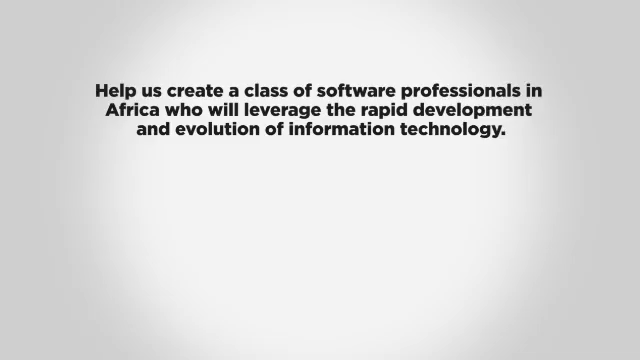 Help us create a class of software professionals in
Africa who will leverage the rapid development
and evolution of information technology.